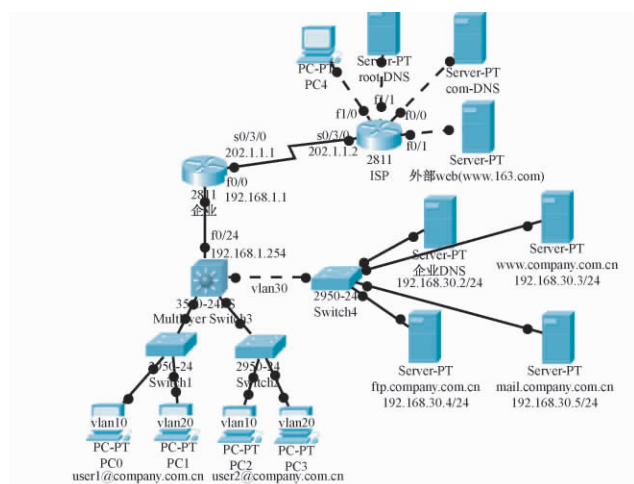 PC-PT
PC4
Server-PT
root-DNS
Server-PT
com-DNS
f1/0
f1/1
f0/0
f0/1
s0/3/0
202.1.1.1
s0/3/0
202.1.1.2
2811
ISP
Server-PT
外部web(www.163.com)
f0/0
192.168.1.1
2811
企业
f0/24
192.168.1.254
Multilayer Switch3
vlan30
2950-24
Switch4
Server-PT
企业DNS
192.168.30.2/24
Server-PT
www.company.com.cn
192.168.30.3/24
2950-24
Switch1
2950-24
Switch2
Server-PT
ftp.company.com.cn
192.168.30.4/24
Server-PT
mail.company.com.cn
192.168.30.5/24
vlan10
vlan20
vlan10
vlan20
PC-PT
PC0
PC-PT
PC1
PC-PT
PC2
PC-PT
PC3
user1@company.com.cn
user2@company.com.cn